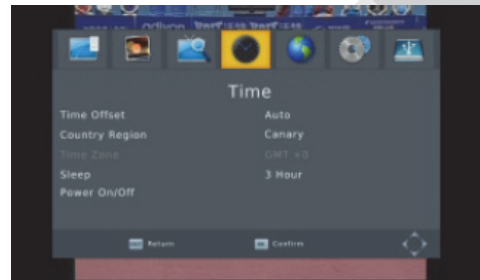 Time
Time Offset Auto
Country Region Canary
Time Zone GMT +0
Sleep 3 Hour
Power On/Off
Return
OK Confirm